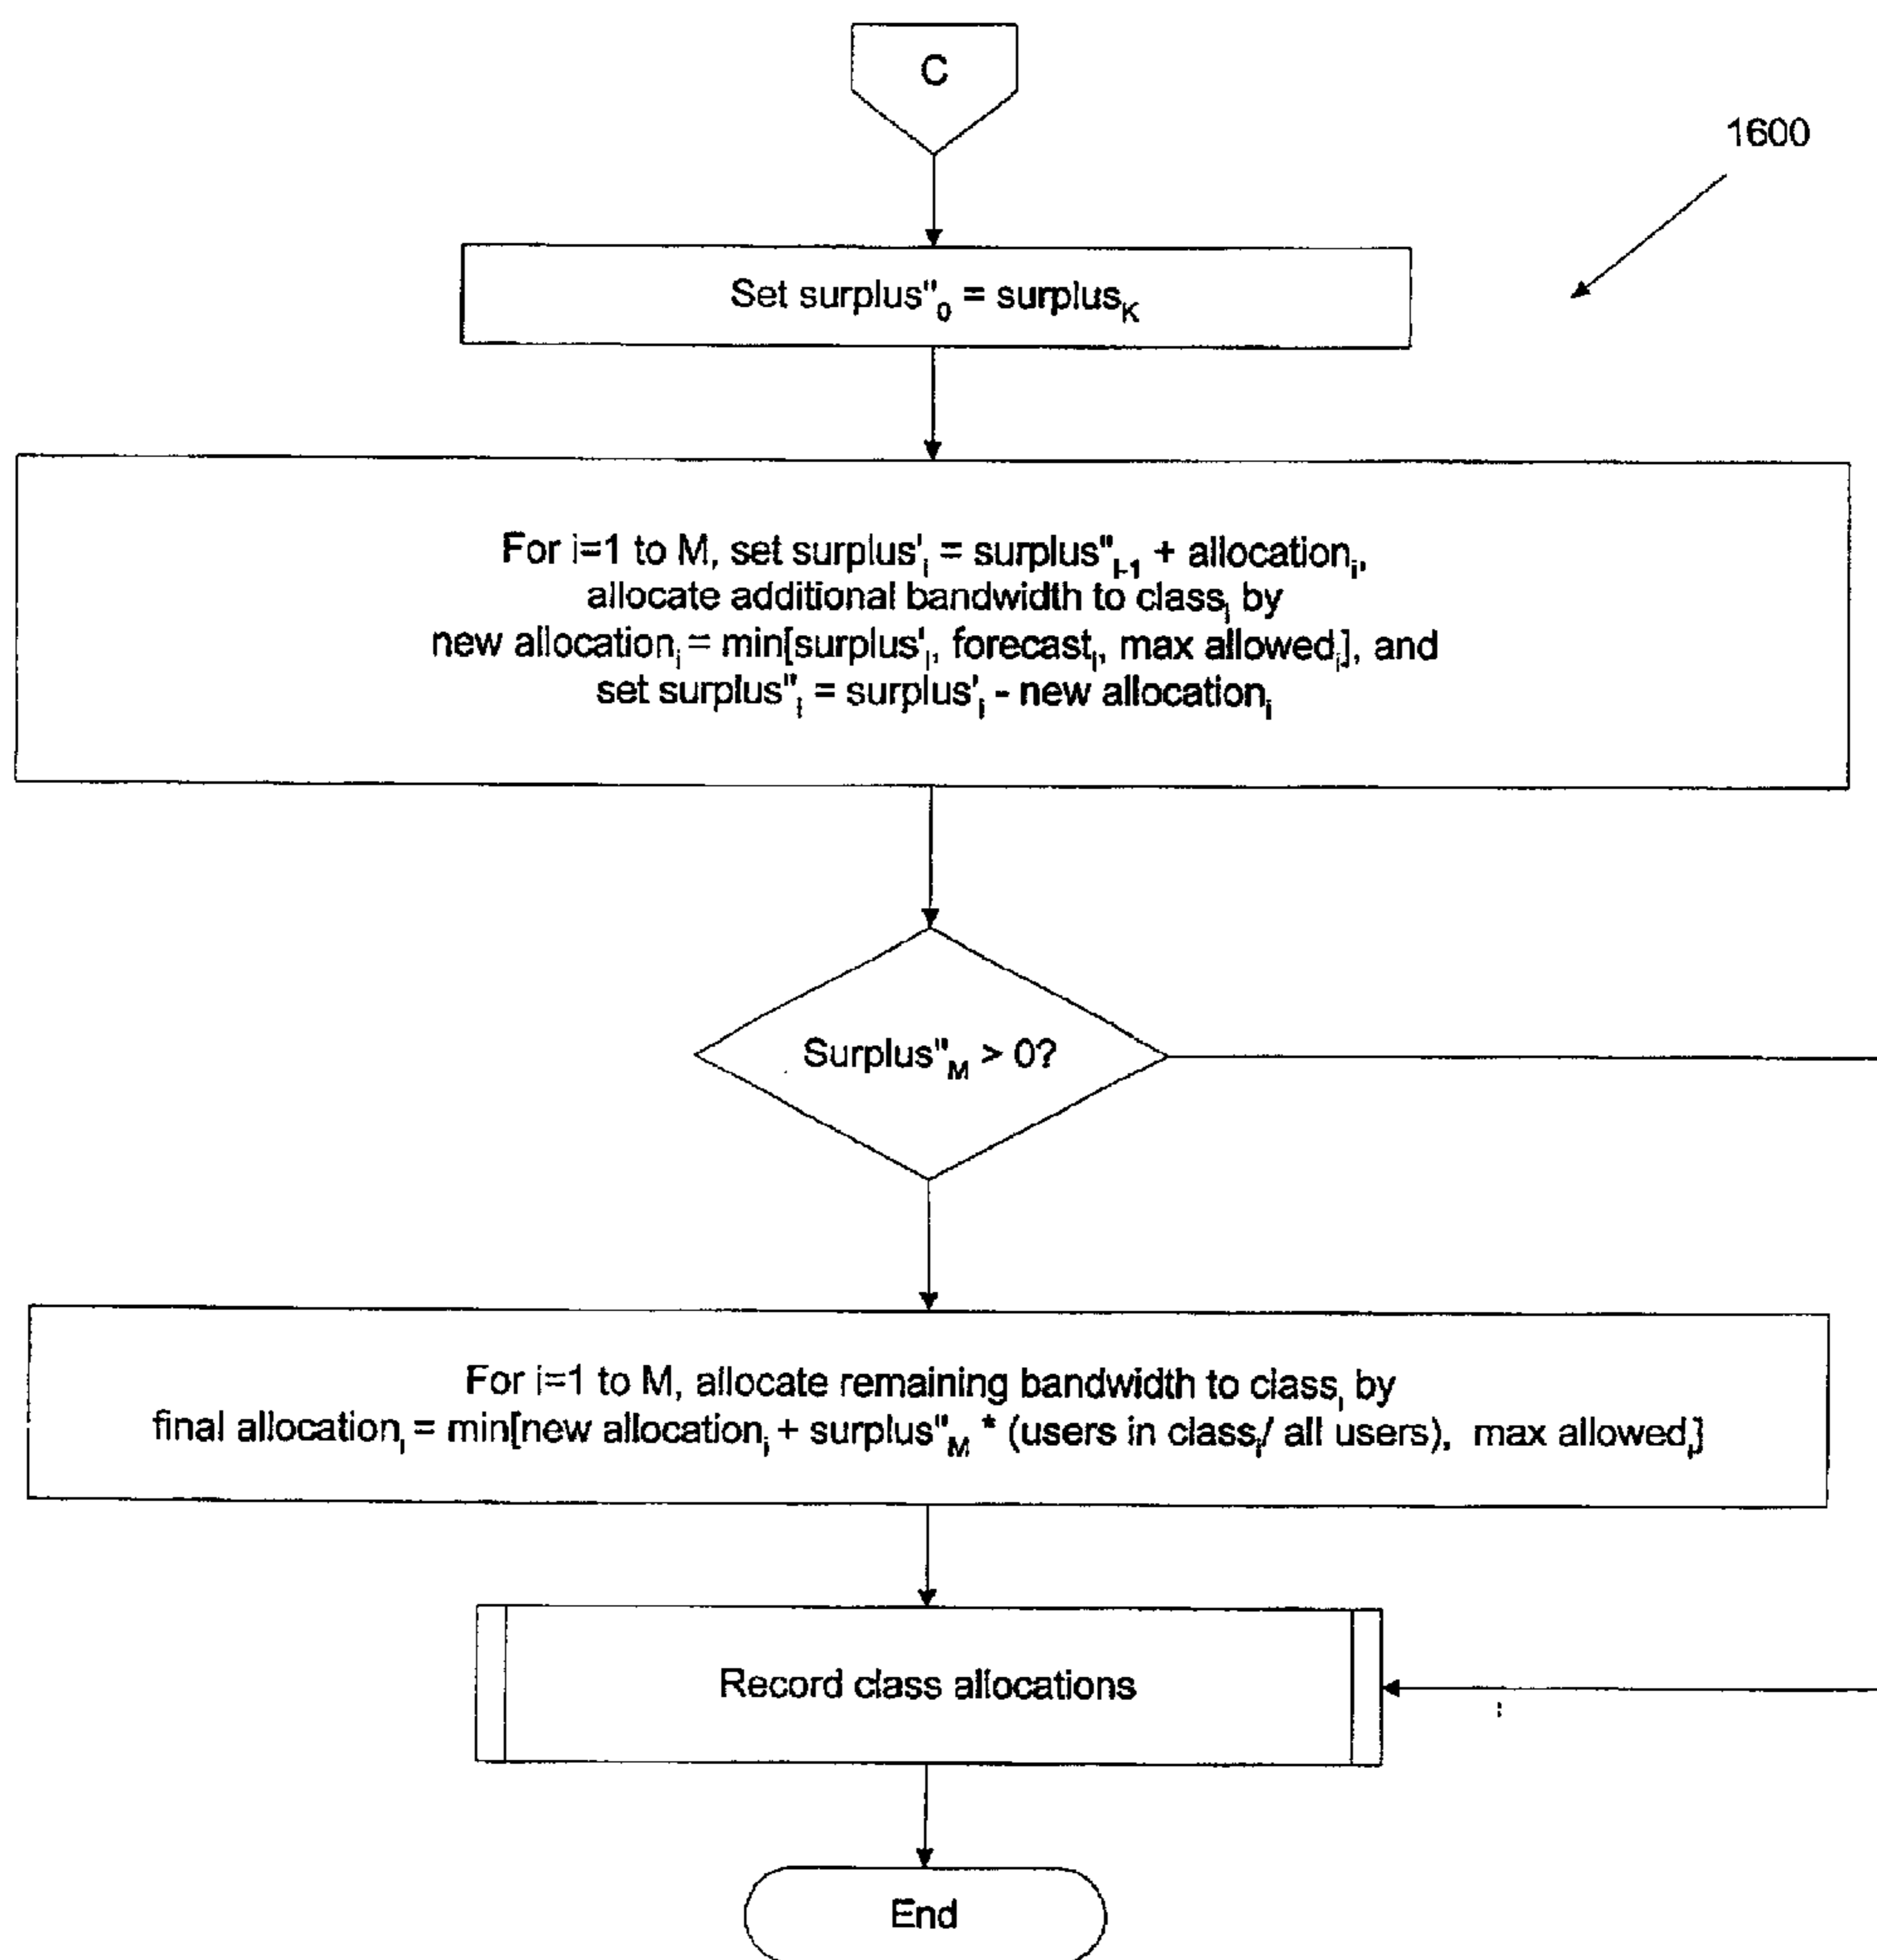 C
1600
Set surplus"₀ = surplusK
For i=1 to M, set surplus'ᵢ = surplus"ᵢ₋₁ + allocationᵢ,
allocate additional bandwidth to classᵢ by
new allocationᵢ = min[surplus'ᵢ, forecastᵢ, max allowedᵢ], and
set surplus"ᵢ = surplus'ᵢ - new allocationᵢ
Surplus"M > 0?
For i=1 to M, allocate remaining bandwidth to classᵢ by
final allocationᵢ = min[new allocationᵢ + surplus"M * (users in classᵢ/ all users), max allowedᵢ]
Record class allocations
End